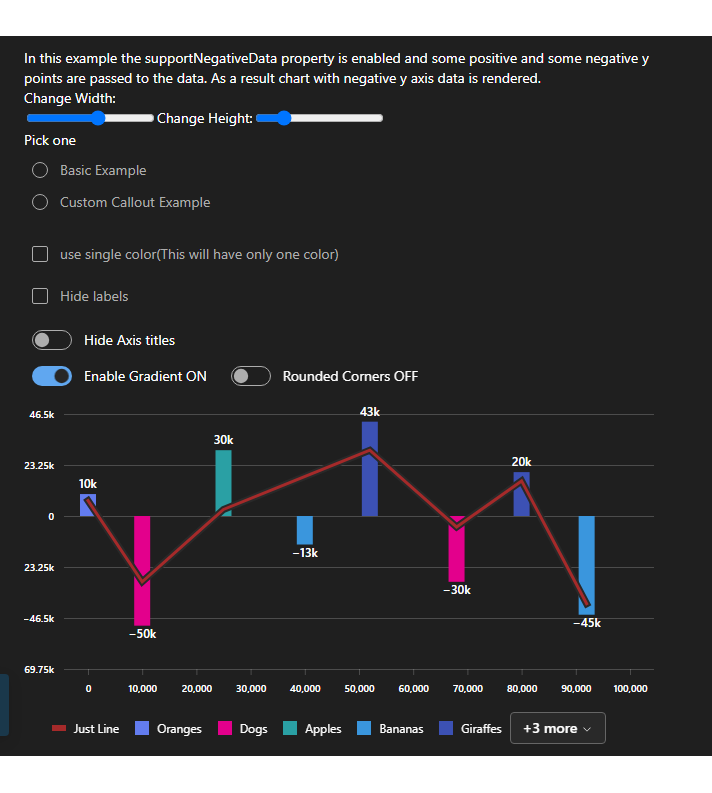 In this example the supportNegativeData property is enabled and some positive and some negative y
points are passed to the data. As a result chart with negative y axis data is rendered.
Change Width:
Change Height:
Pick one
Basic Example
Custom Callout Example
use single color(This will have only one color)
Hide labels
Hide Axis titles
Enable Gradient ON Rounded Corners OFF
46.5k
23.25k
0
23.25k
−46.5k
69.75k
10k
−50k
30k
−13k
43k
−30k
20k
−45k
0 10,000 20,000 30,000 40,000 50,000 60,000 70,000 80,000 90,000 100,000
Just Line Oranges Dogs Apples Bananas Giraffes +3 more